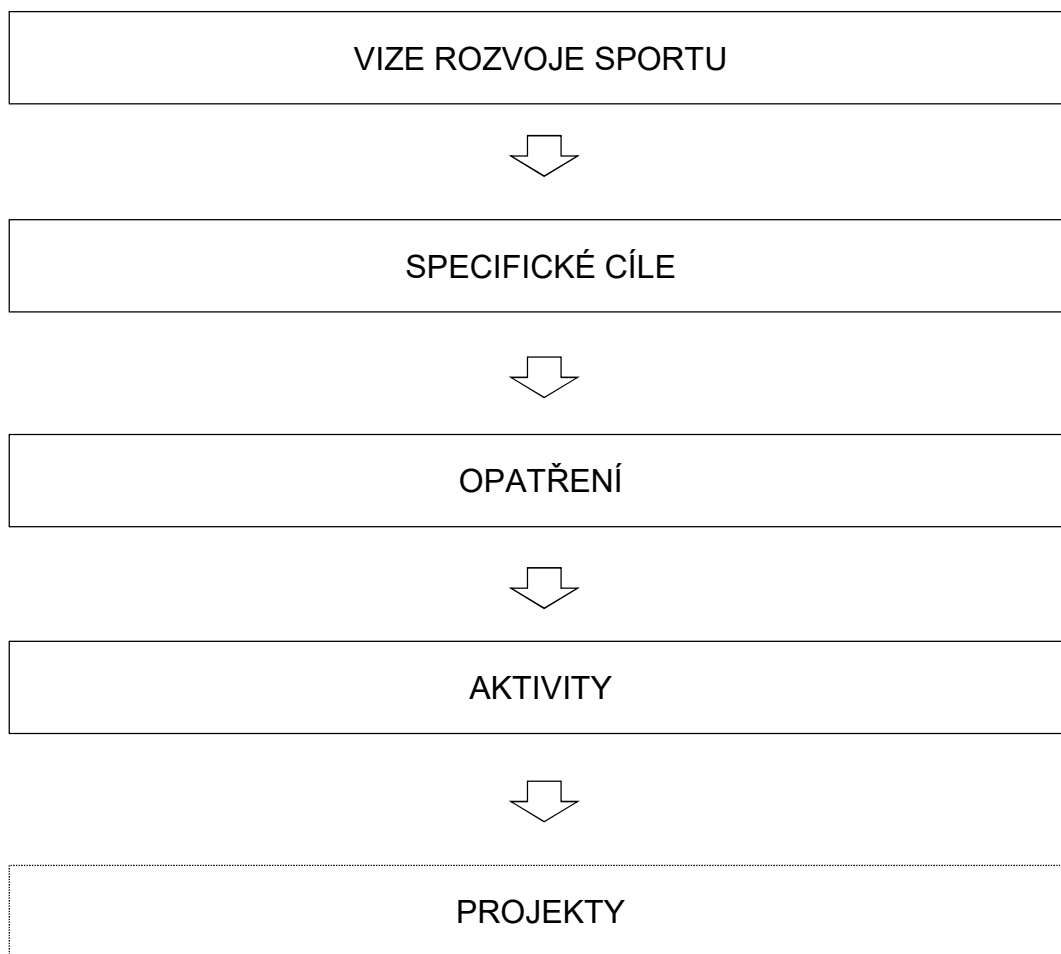 VIZE ROZVOJE SPORTU
SPECIFICKÉ CÍLE
OPATŘENÍ
AKTIVITY
PROJEKTY